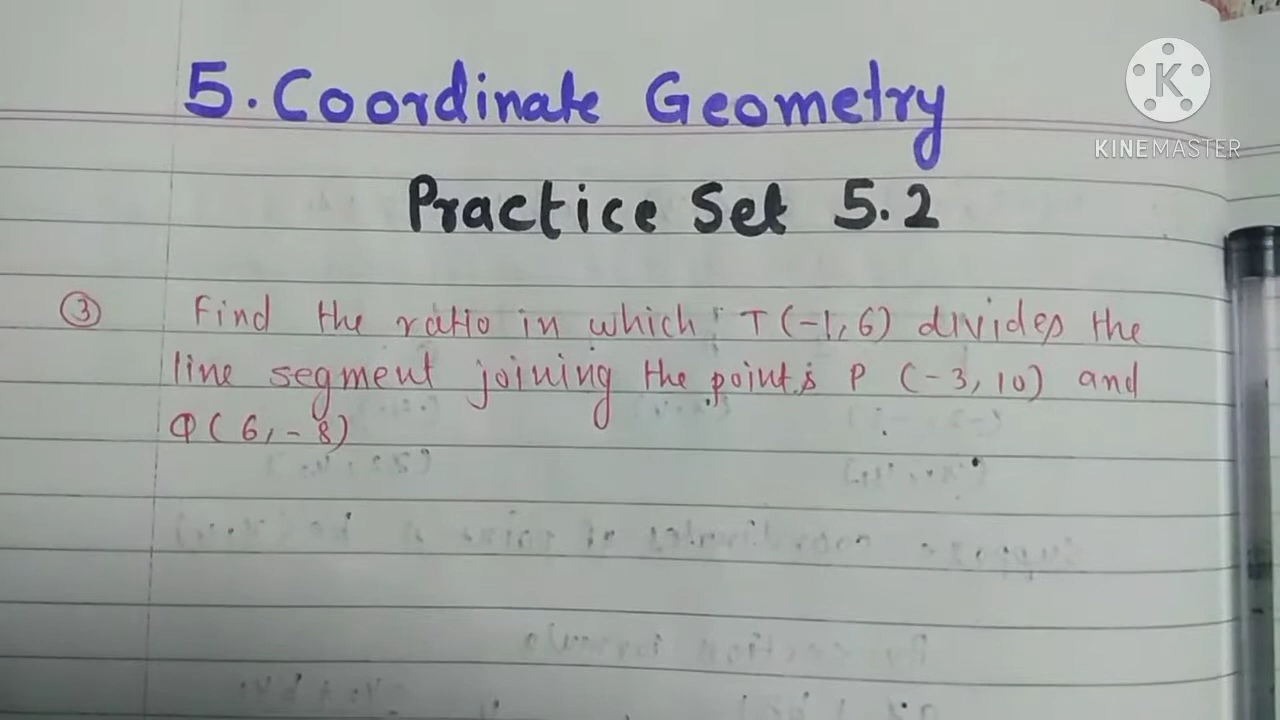 5. Coordinate Geometry
K
KINEMASTER
Practice Set 5.2
③ Find the ratio in which T(-1,6) divides the
line segment joining the points P (-3,10) and
Q(6,-8)